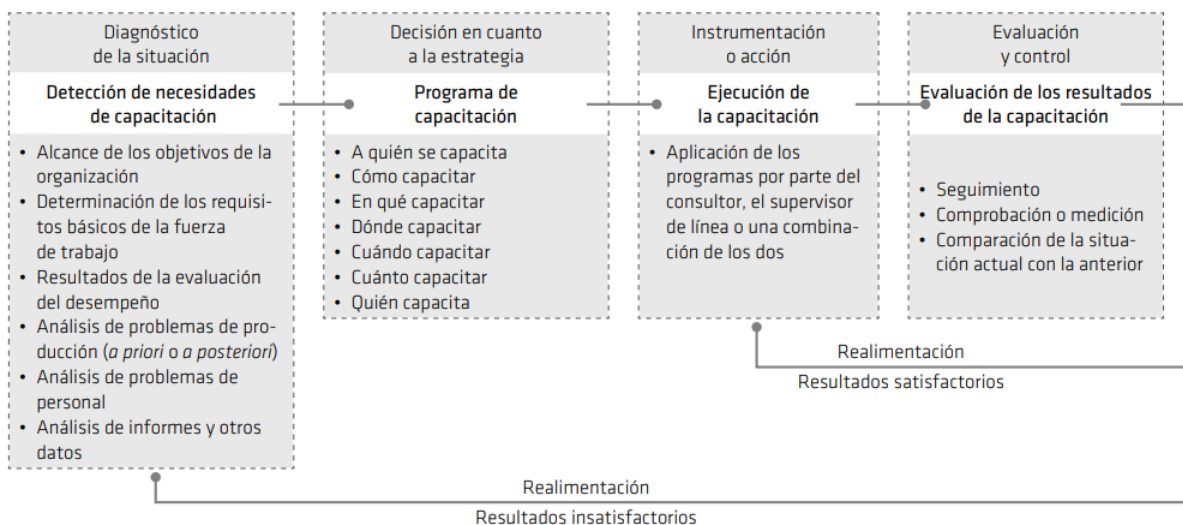 Diagnóstico
de la situación
Detección de necesidades
de capacitación
• Alcance de los objetivos de la
organización
• Determinación de los requisi-
tos básicos de la fuerza
de trabajo
• Resultados de la evaluación
del desempeño
• Análisis de problemas de pro-
ducción (a priori o a posteriori)
• Análisis de problemas de
personal
• Análisis de informes y otros
datos
Decisión en cuanto
a la estrategia
Programa de
capacitación
• A quién se capacita
• Cómo capacitar
• En qué capacitar
• Dónde capacitar
• Cuándo capacitar
• Cuánto capacitar
• Quién capacita
Instrumentación
o acción
Ejecución de
la capacitación
• Aplicación de los
programas por parte del
consultor, el supervisor
de línea o una combina-
ción de los dos
Evaluación
y control
Evaluación de los resultados
de la capacitación
• Seguimiento
• Comprobación o medición
• Comparación de la situa-
ción actual con la anterior
Realimentación
Resultados satisfactorios
Realimentación
Resultados insatisfactorios